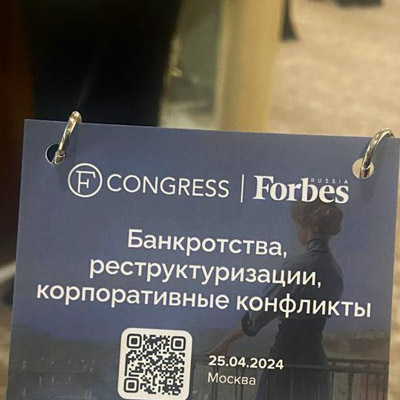 F CONGRESS | Forbes
RUSSIA
Банкротства,
реструктуризации,
корпоративные конфликты
25.04.2024
Москва